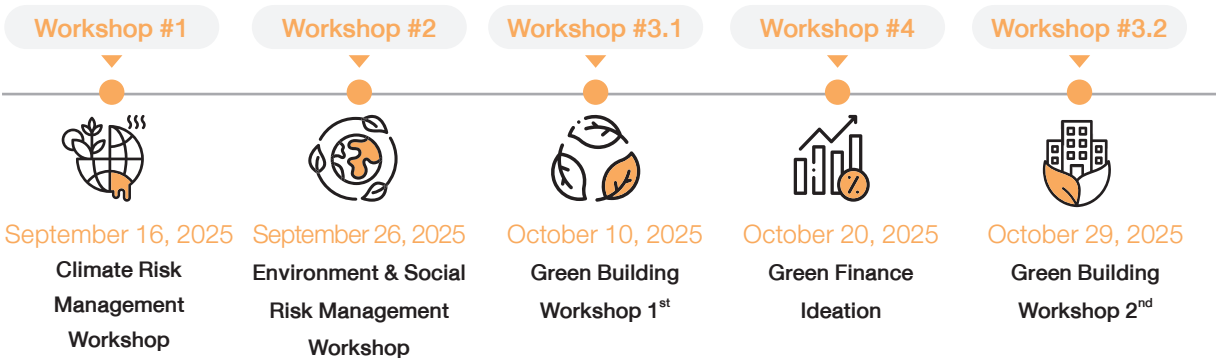 Workshop #1
Workshop #2
Workshop #3.1
Workshop #4
Workshop #3.2
%
September 16, 2025
Climate Risk
Management
Workshop
September 26, 2025
Environment & Social
Risk Management
Workshop
October 10, 2025
Green Building
Workshop 1st
October 20, 2025
Green Finance
Ideation
October 29, 2025
Green Building
Workshop 2nd